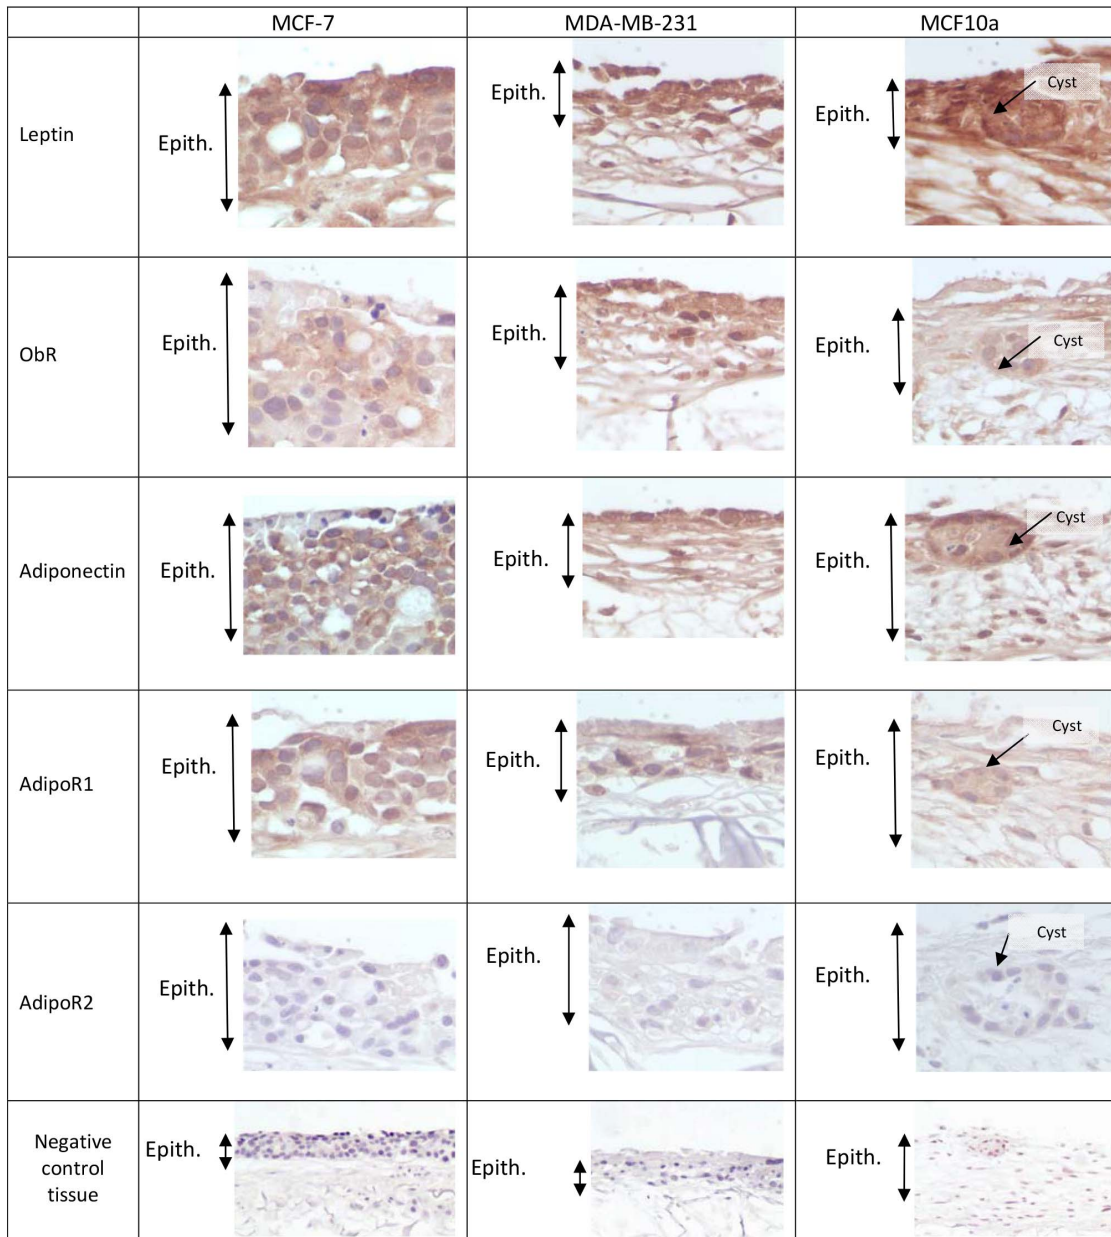 MCF-7 MDA-MB-231 MCF10a
Leptin Epith. Epith. Epith. Cyst
ObR Epith. Epith. Epith. Cyst
Adiponectin Epith. Epith. Epith. Cyst
AdipoR1 Epith. Epith. Epith. Cyst
AdipoR2 Epith. Epith. Epith. Cyst
Negative
control
tissue
Epith. Epith. Epith.